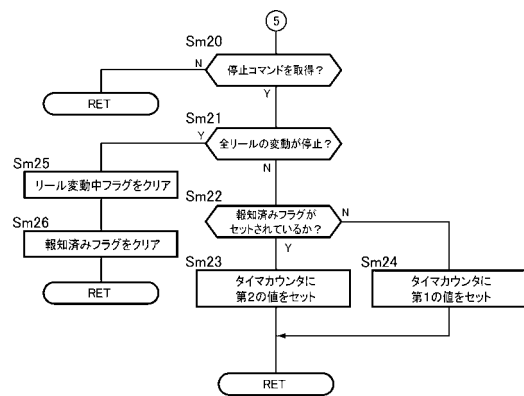 5
Sm20
停止コマンドを取得?
N
Y
RET
Sm21
全リールの変動が停止?
Y
N
Sm25
リール変動中フラグをクリア
Sm22
報知済みフラグが
セットされているか?
N
Y
Sm26
報知済みフラグをクリア
Sm23
タイマカウンタに
第2の値をセット
Sm24
タイマカウンタに
第1の値をセット
RET
RET